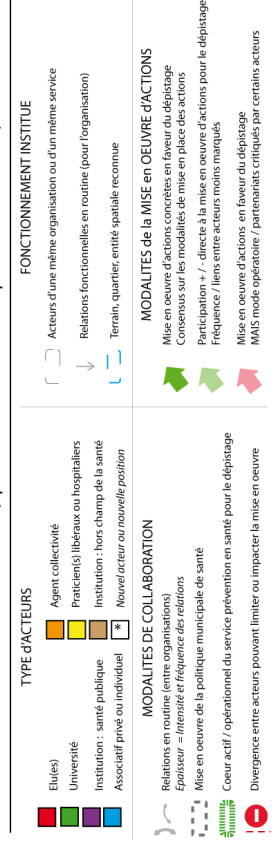 TYPE d'ACTEURS
Elu(es)
Université
Institution : santé publique
Associatif privé ou individuel
Agent collectivité
Praticien(s) libéraux ou hospitaliers
Institution : hors champ de la santé
* Nouvel acteur ou nouvelle position
FONCTIONNEMENT INSTITUE
Acteurs d'une même organisation ou d'un même service
Relations fonctionnelles en routine (pour l'organisation)
Terrain, quartier, entité spatiale reconnue
MODALITES DE COLLABORATION
Relations en routine (entre organisations)
Epaisseur = Intensité et fréquence des relations
Mise en oeuvre de la politique municipale de santé
Coeur actif / opérationnel du service prévention en santé pour le dépistage
Divergence entre acteurs pouvant limiter ou impacter la mise en oeuvre
MODALITES de la MISE en OEUVRE d'ACTIONS
Mise en oeuvre d'actions concrètes en faveur du dépistage
Consensus sur les modalités de mise en place des actions
Participation + / - directe à la mise en oeuvre d'actions pour le dépistage
Fréquence / liens entre acteurs moins marqués
Mise en oeuvre d'actions en faveur du dépistage
MAIS mode opératoire / partenariats critiqués par certains acteurs